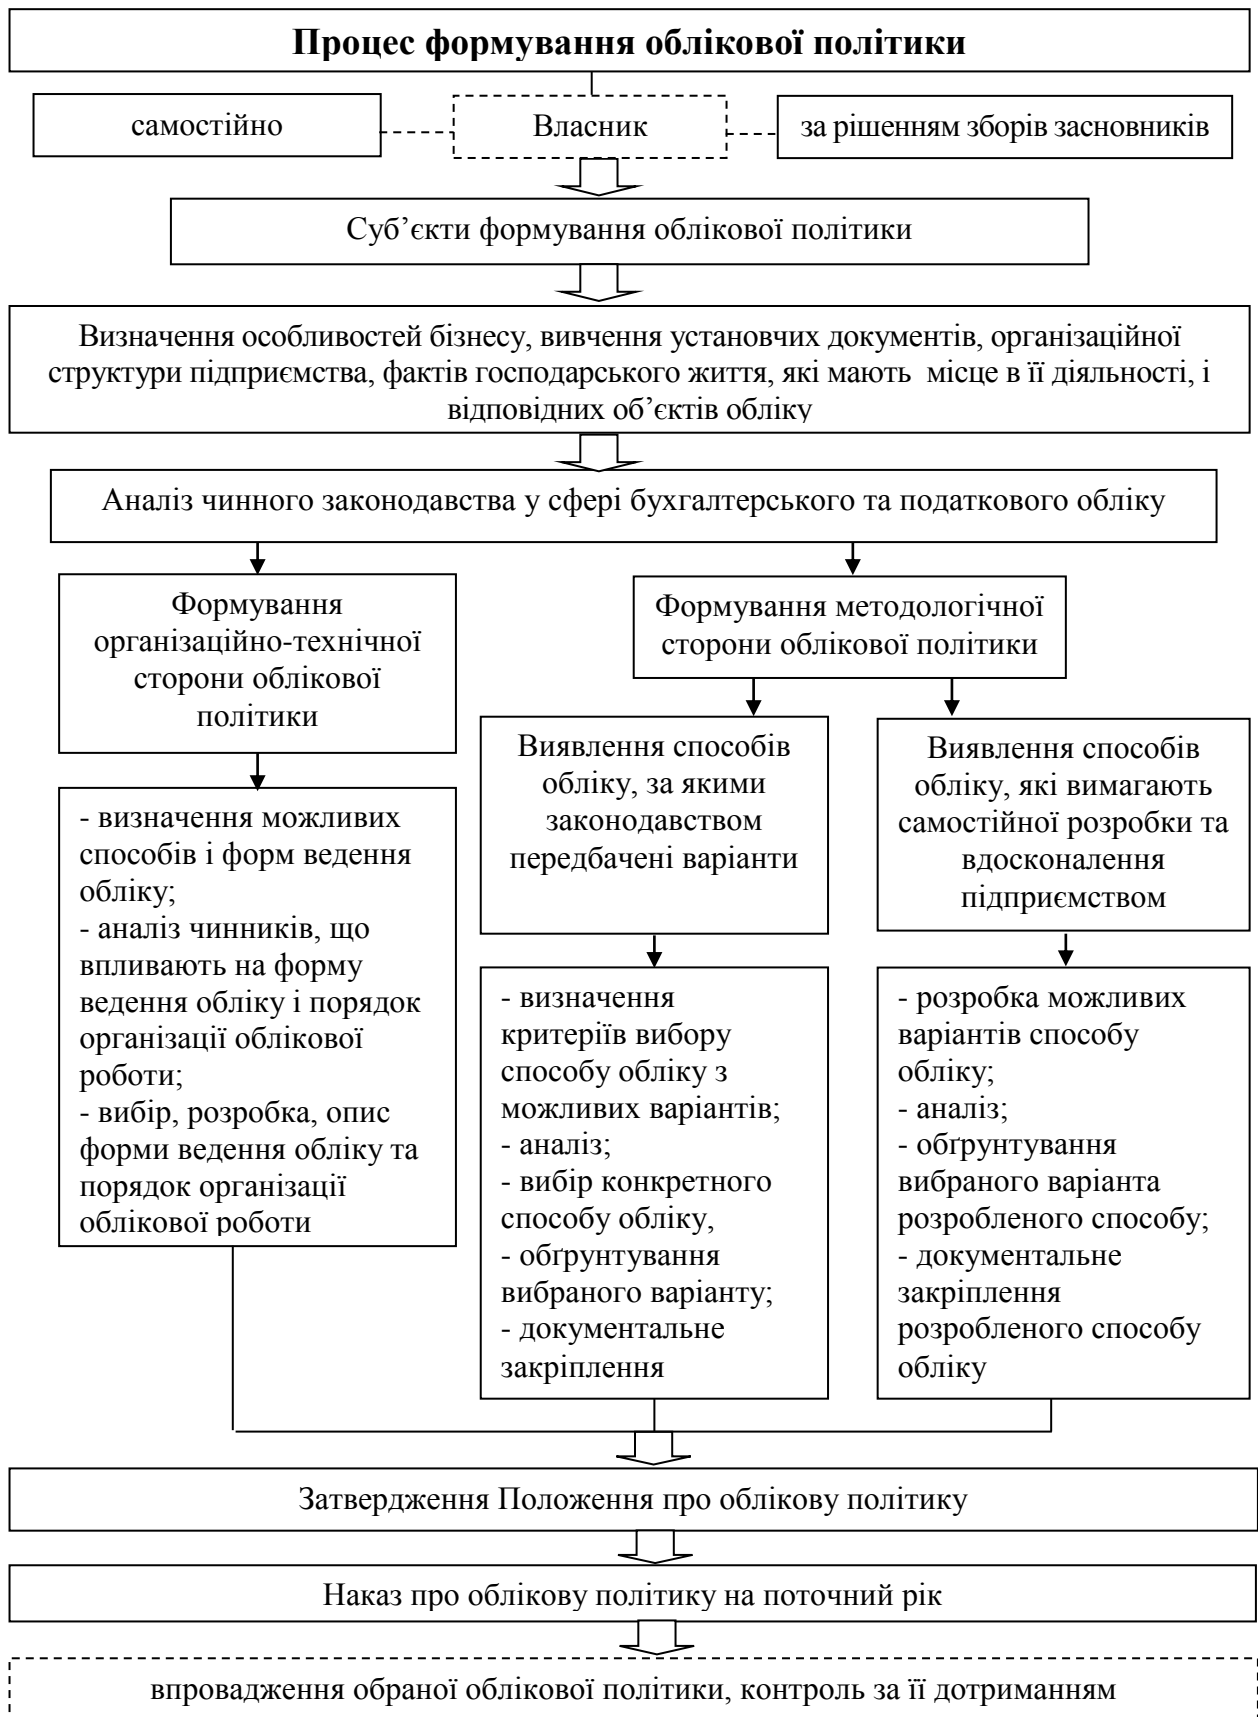 Процес формування облікової політики
самостійно
Власник
за рішенням зборів засновників
Суб’єкти формування облікової політики
Визначення особливостей бізнесу, вивчення установчих документів, організаційної
структури підприємства, фактів господарського життя, які мають місце в її діяльності, і
відповідних об’єктів обліку
Аналіз чинного законодавства у сфері бухгалтерського та податкового обліку
Формування
організаційно-технічної
сторони облікової
політики
Формування методологічної
сторони облікової політики
Виявлення способів
обліку, за якими
законодавством
передбачені варіанти
Виявлення способів
обліку, які вимагають
самостійної розробки та
вдосконалення
підприємством
- визначення можливих
способів і форм ведення
обліку;
- аналіз чинників, що
впливають на форму
ведення обліку і порядок
організації облікової
роботи;
- вибір, розробка, опис
форми ведення обліку та
порядок організації
облікової роботи
- визначення
критеріїв вибору
способу обліку з
можливих варіантів;
- аналіз;
- вибір конкретного
способу обліку,
- обґрунтування
вибраного варіанту;
- документальне
закріплення
- розробка можливих
варіантів способу
обліку;
- аналіз;
- обґрунтування
вибраного варіанта
розробленого способу;
- документальне
закріплення
розробленого способу
обліку
Затвердження Положення про облікову політику
Наказ про облікову політику на поточний рік
впровадження обраної облікової політики, контроль за її дотриманням